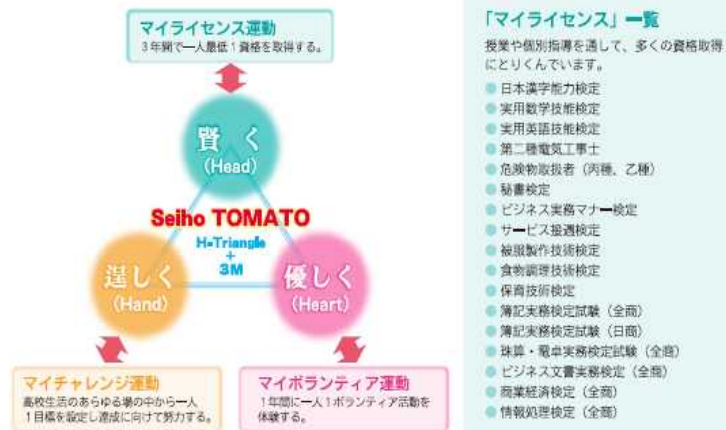 マイライセンス運動
3年間で一人最低1資格を取得する。
賢く
(Head)
Seiho TOMATO
H=Triangle
+
3M
逞しく
(Hand)
優しく
(Heart)
マイチャレンジ運動
高校生活のあらゆる場の中から一人
1目標を設定し達成に向けて努力する。
マイボランティア運動
1年間に一人1ボランティア活動を
体験する。
「マイライセンス」一覧
授業や個別指導を通して、多くの資格取得
にとりくんでいます。
● 日本漢字能力検定
● 実用数学技能検定
● 実用英語技能検定
● 第二種電気工事士
● 危険物取扱者(丙種、乙種)
● 秘書検定
● ビジネス実務マナー検定
● サービス接遇検定
● 被服製作技術検定
● 食物調理技術検定
● 保育技術検定
● 簿記実務検定試験(全商)
● 簿記実務検定試験(日商)
● 珠算・電卓実務検定試験(全商)
● ビジネス文書実務検定(全商)
● 商業経済検定(全商)
● 情報処理検定(全商)